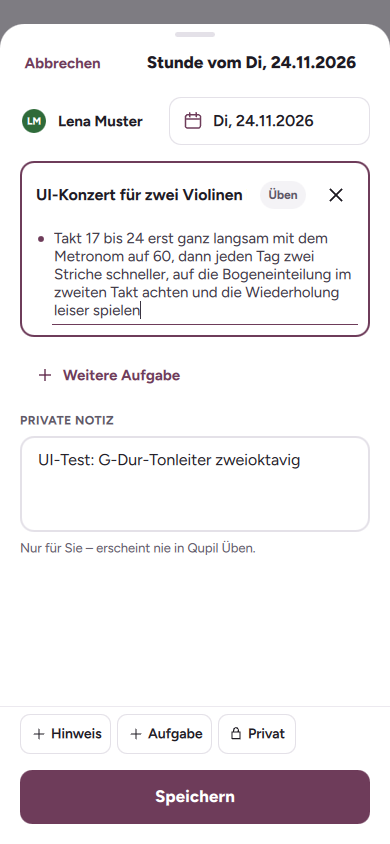 Abbrechen
Stunde vom Di, 24.11.2026
LM
Lena Muster
Di, 24.11.2026
UI-Konzert für zwei Violinen
Üben
Takt 17 bis 24 erst ganz langsam mit dem
Metronom auf 60, dann jeden Tag zwei
Striche schneller, auf die Bogeneinteilung im
zweiten Takt achten und die Wiederholung
leiser spielen
Weitere Aufgabe
PRIVATE NOTIZ
UI-Test: G-Dur-Tonleiter zweioktavig
Nur für Sie – erscheint nie in Qupil Üben.
Hinweis
Aufgabe
Privat
Speichern